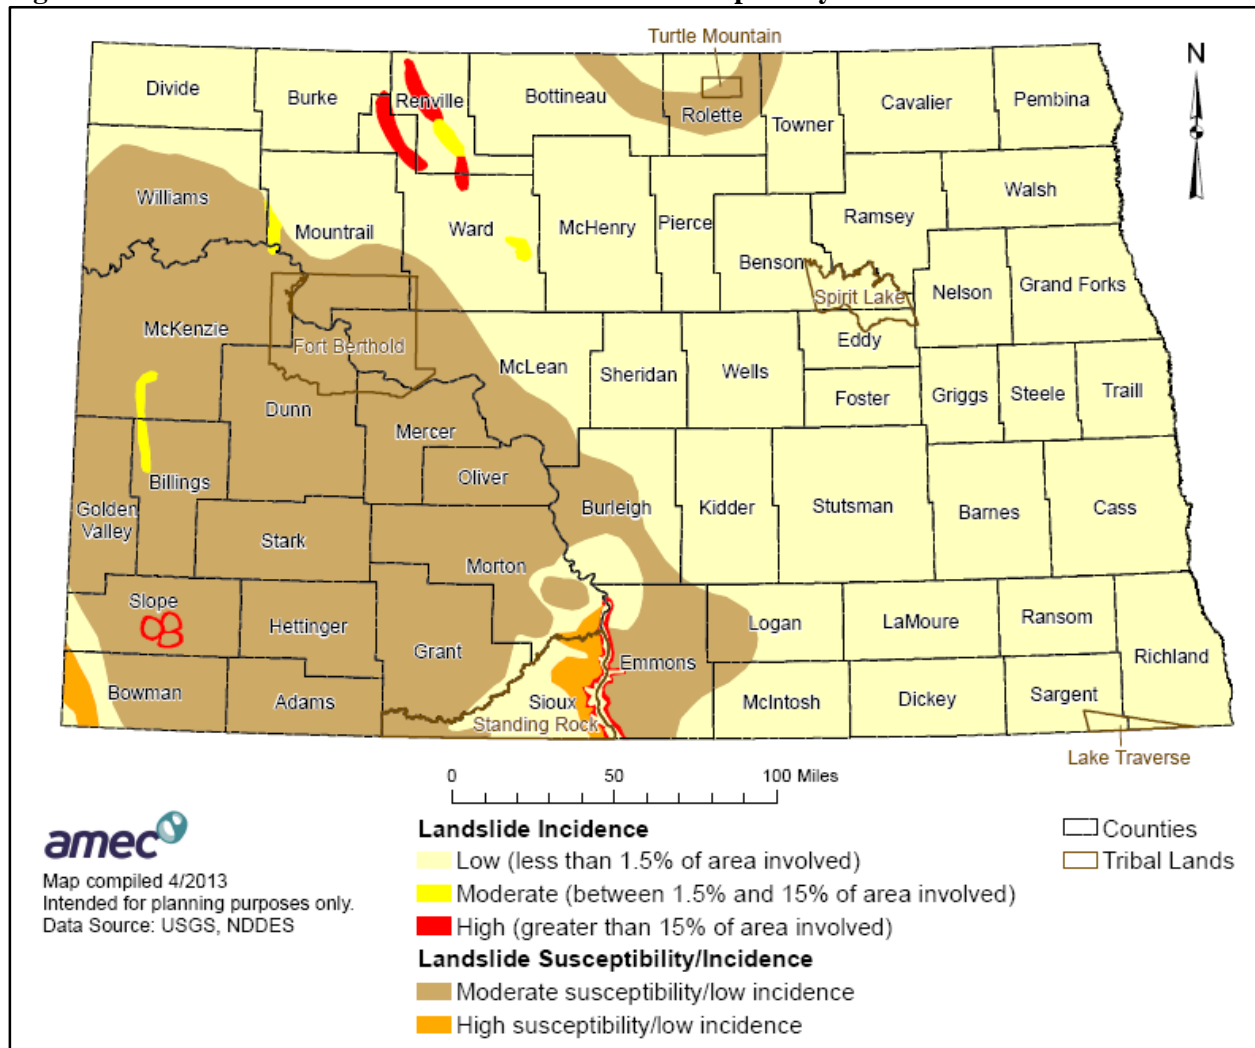 Turtle Mountain
N
Divide
Burke
Renville
Bottineau
Rolette
Towner
Cavalier
Pembina
Williams
Mountrail
Ward
McHenry
Pierce
Ramsey
Walsh
Benson
Spirit Lake
Nelson
Grand Forks
McKenzie
Fort Berthold
McLean
Sheridan
Wells
Eddy
Foster
Griggs
Steele
Traill
Dunn
Mercer
Oliver
Billings
Golden
Valley
Stark
Morton
Burleigh
Kidder
Stutsman
Barnes
Cass
Slope
Hettinger
Grant
Emmons
Logan
LaMoure
Ransom
Richland
Bowman
Adams
Sioux
Standing Rock
McIntosh
Dickey
Sargent
Lake Traverse
0 50 100 Miles
amec
Map compiled 4/2013
Intended for planning purposes only.
Data Source: USGS, NDDES
Landslide Incidence
Low (less than 1.5% of area involved)
Moderate (between 1.5% and 15% of area involved)
High (greater than 15% of area involved)
Landslide Susceptibility/Incidence
Moderate susceptibility/low incidence
High susceptibility/low incidence
Counties
Tribal Lands